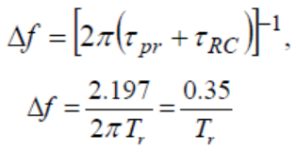 Δf = [2π(τ_pr + τ_RC)]^-1,
Δf = 2.197 / 2πT_r = 0.35 / T_r